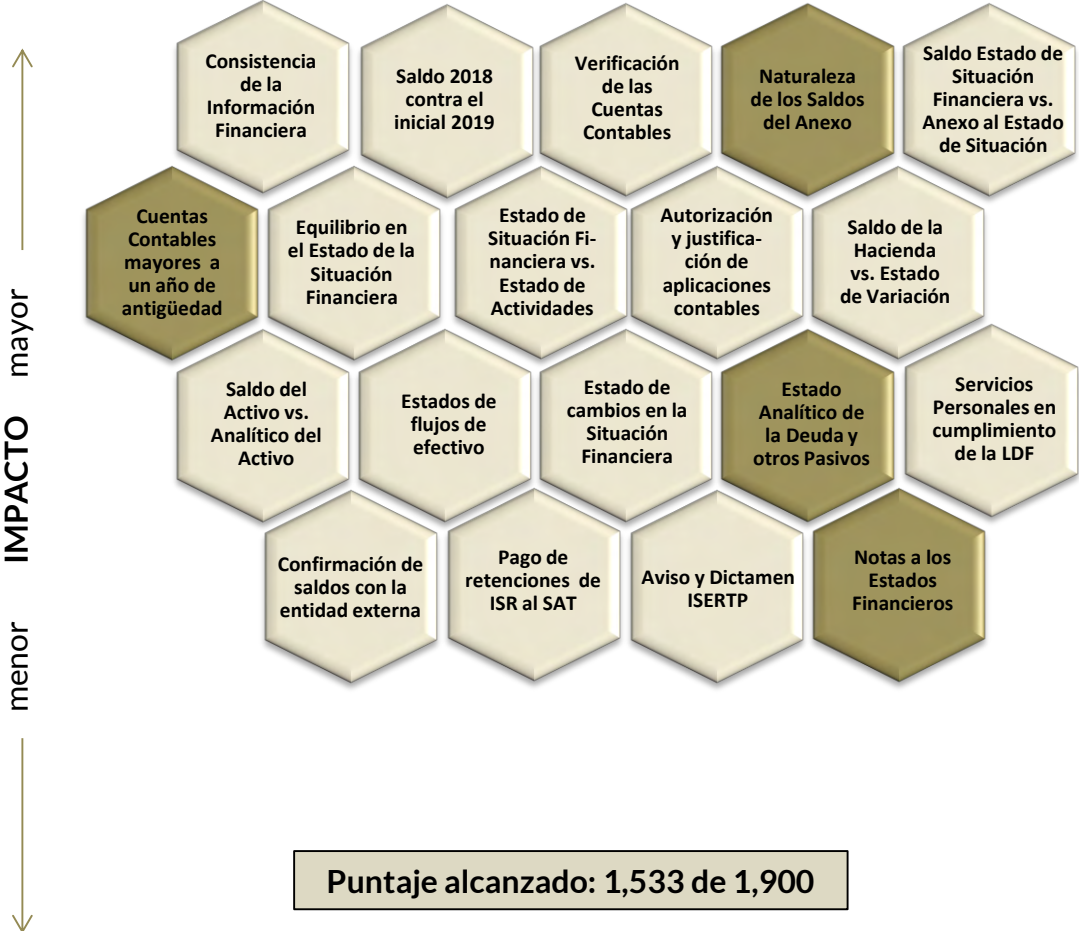 Consistencia
de la
Información
Financiera
Saldo 2018
contra el
inicial 2019
Verificación
de las
Cuentas
Contables
Naturaleza
de los Saldos
del Anexo
Saldo Estado de
Situación
Financiera vs.
Anexo al Estado
de Situación
Cuentas
Contables
mayores a
un año de
antigüedad
Equilibrio en
el Estado de la
Situación
Financiera
Estado de
Situación Fi-
nanciera vs.
Estado de
Actividades
Autorización
y justifica-
ción de
aplicaciones
contables
Saldo de la
Hacienda
vs. Estado
de Variación
Saldo del
Activo vs.
Analítico del
Activo
Estados de
flujos de
efectivo
Estado de
cambios en la
Situación
Financiera
Estado
Analítico de
la Deuda y
otros Pasivos
Servicios
Personales en
cumplimiento
de la LDF
Confirmación de
saldos con la
entidad externa
Pago de
retenciones de
ISR al SAT
Aviso y Dictamen
ISERTP
Notas a los
Estados
Financieros
menor IMPACTO mayor
Puntaje alcanzado: 1,533 de 1,900